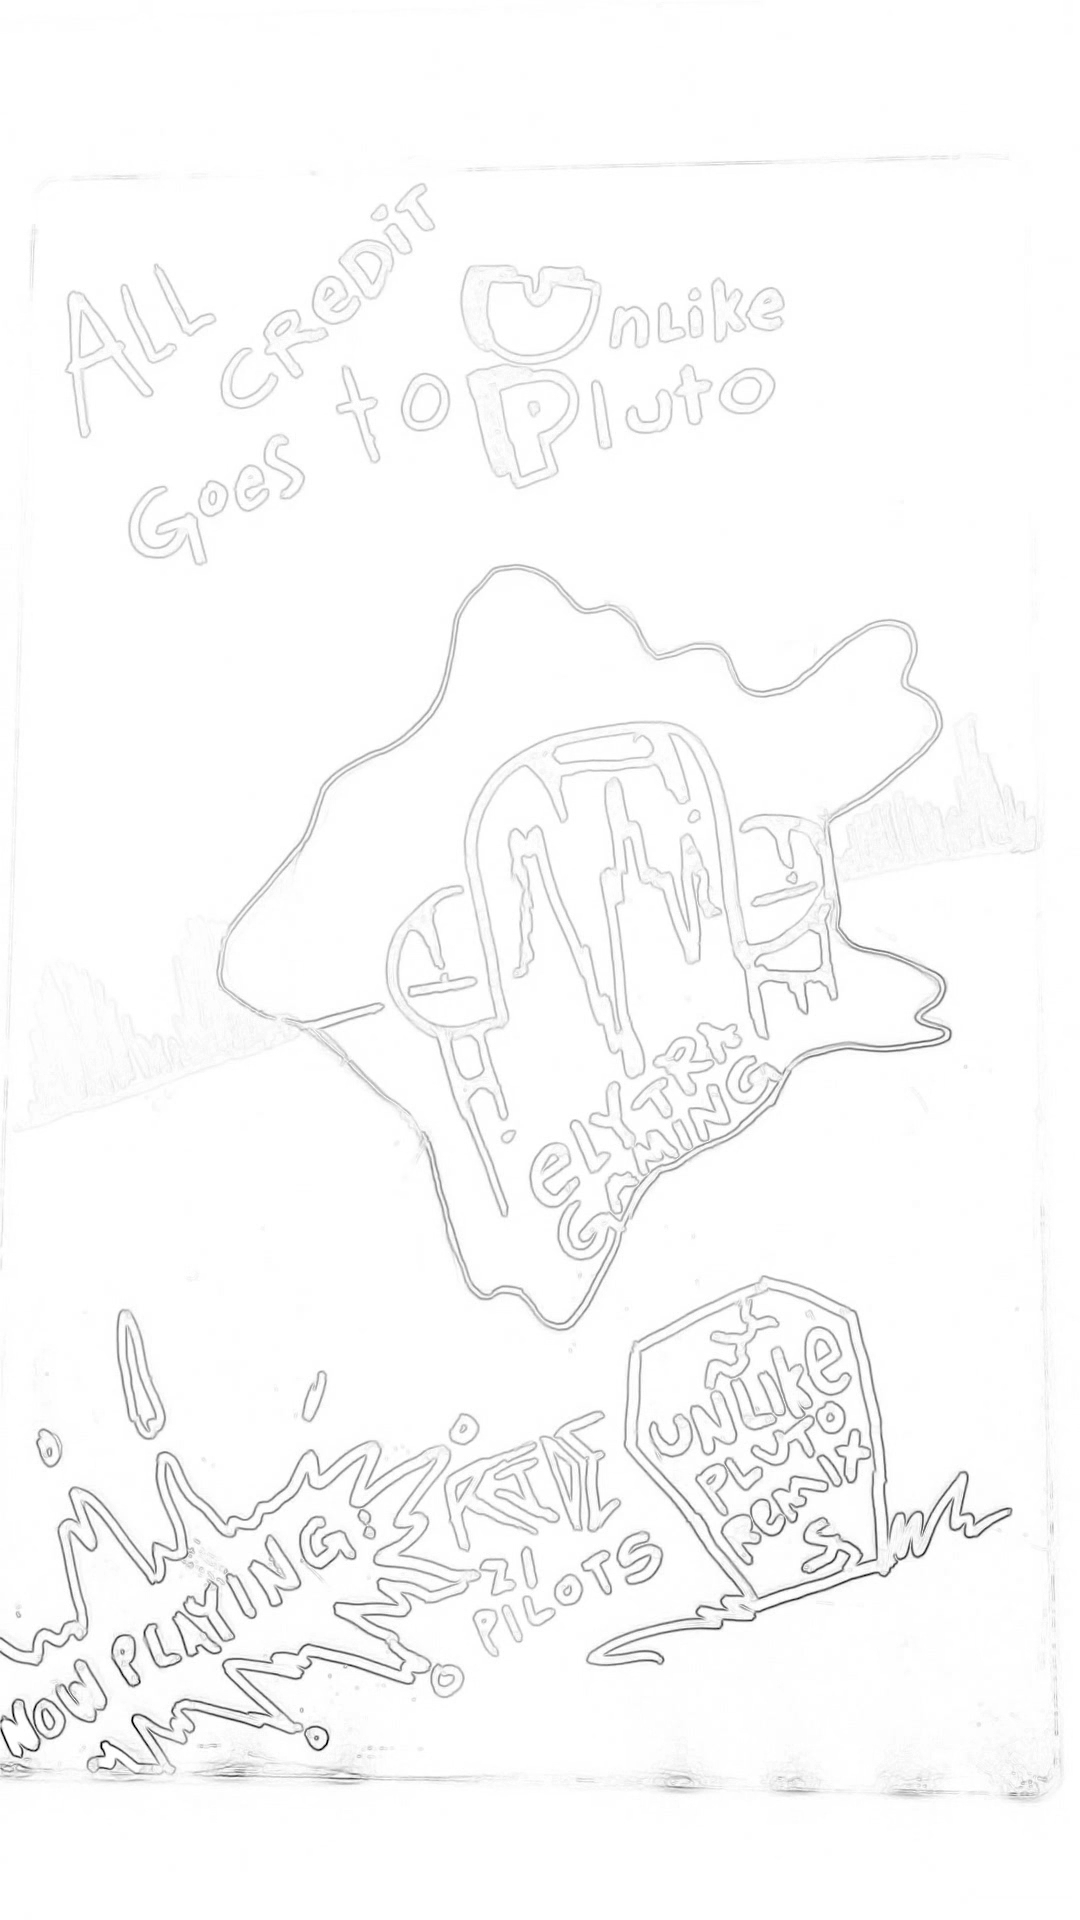 ALL
CReDiT
Goes to
UnLike
Pluto
eLYTRA
GAMING
NOW PLAYING:
RIDE
21
PILOTS
UNLiKe
PLUTO
RemiX